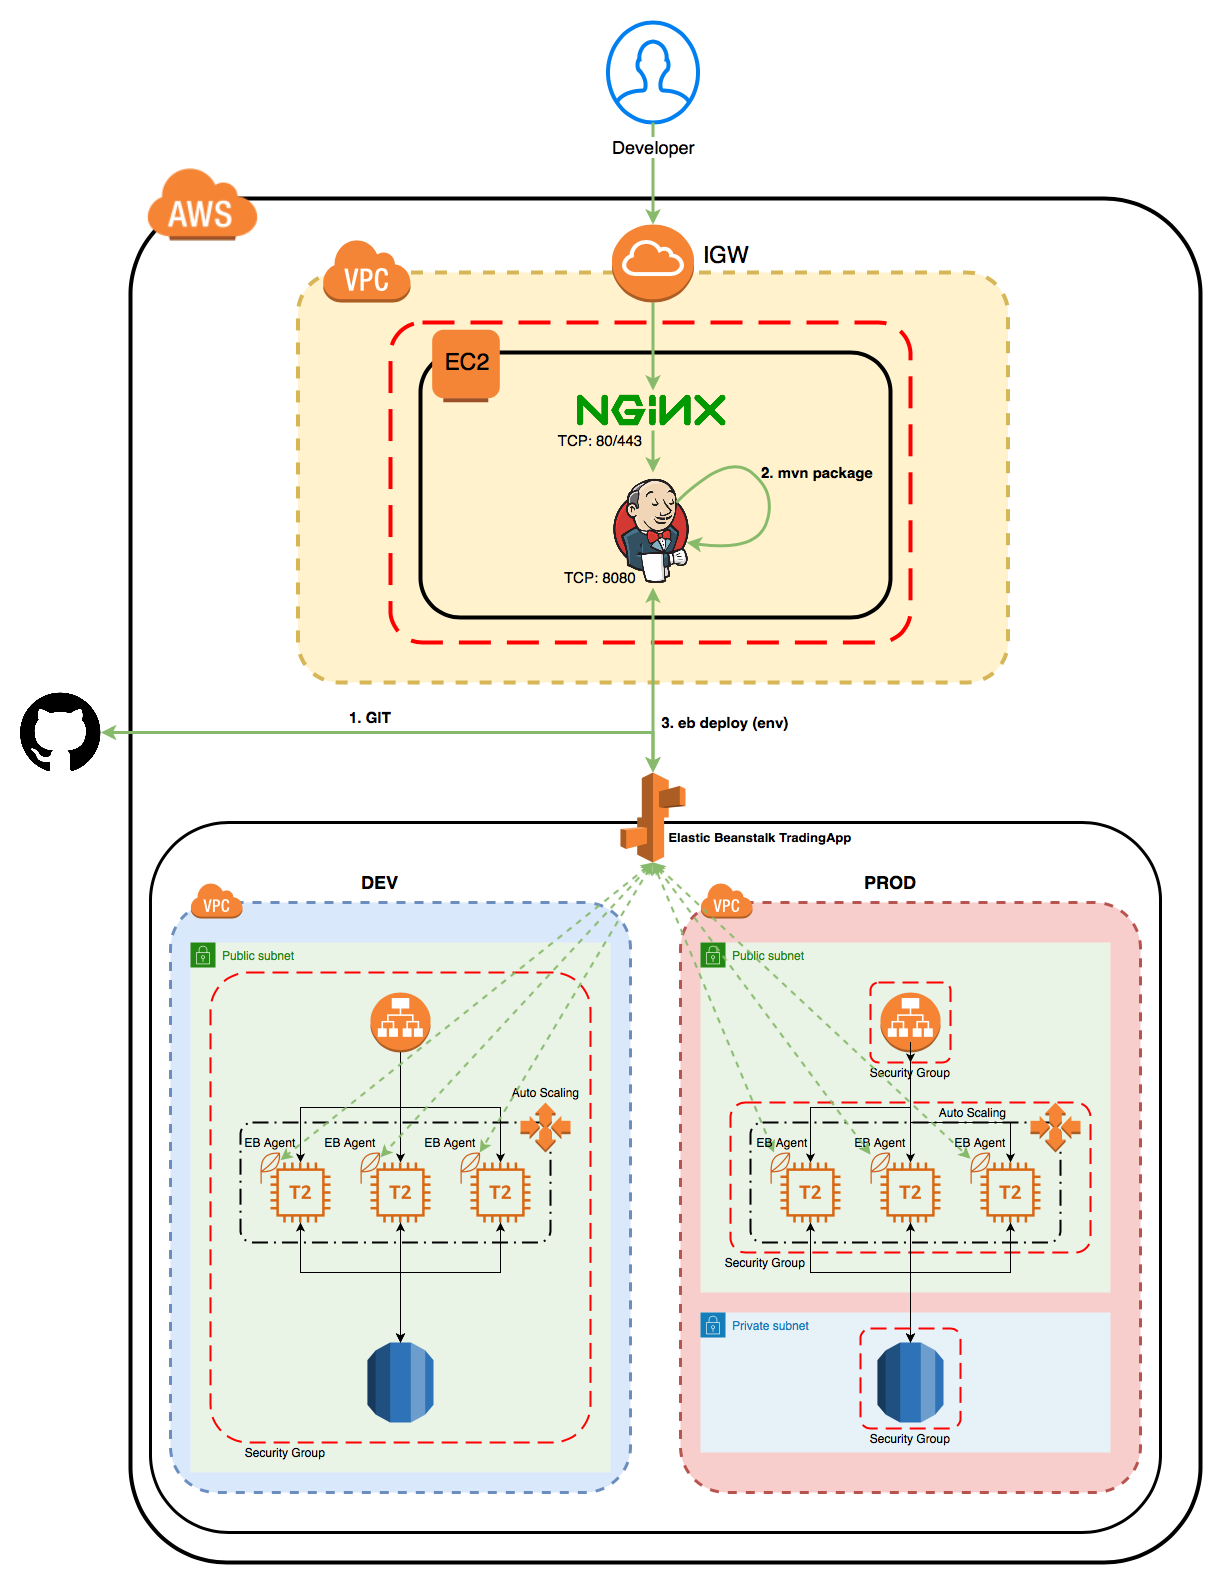 Developer
AWS
IGW
VPC
EC2
NGiNX
TCP: 80/443
2. mvn package
TCP: 8080
1. GIT
3. eb deploy (env)
Elastic Beanstalk TradingApp
DEV
VPC
Public subnet
Auto Scaling
EB Agent
EB Agent
EB Agent
T2
T2
T2
Security Group
PROD
VPC
Public subnet
Security Group
Auto Scaling
EB Agent
EB Agent
EB Agent
T2
T2
T2
Security Group
Private subnet
Security Group